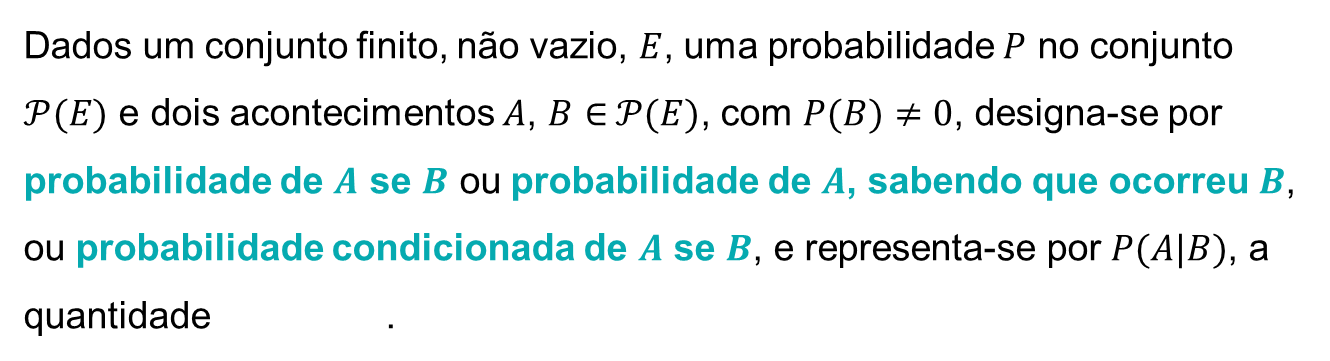 Dados um conjunto finito, não vazio, E, uma probabilidade P no conjunto
𝒫(E) e dois acontecimentos A, B ∈ 𝒫(E), com P(B) ≠ 0, designa-se por
probabilidade de A se B ou probabilidade de A, sabendo que ocorreu B,
ou probabilidade condicionada de A se B, e representa-se por P(A|B), a
quantidade .